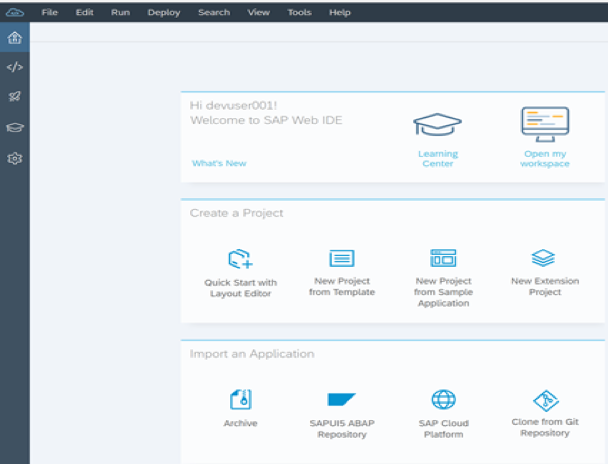 File Edit Run Deploy Search View Tools Help
Hi devuser001!
Welcome to SAP Web IDE
What's New
Learning
Center
Open my
workspace
Create a Project
Quick Start with
Layout Editor
New Project
from Template
New Project
from Sample
Application
New Extension
Project
Import an Application
Archive
SAPUI5 ABAP
Repository
SAP Cloud
Platform
Clone from Git
Repository